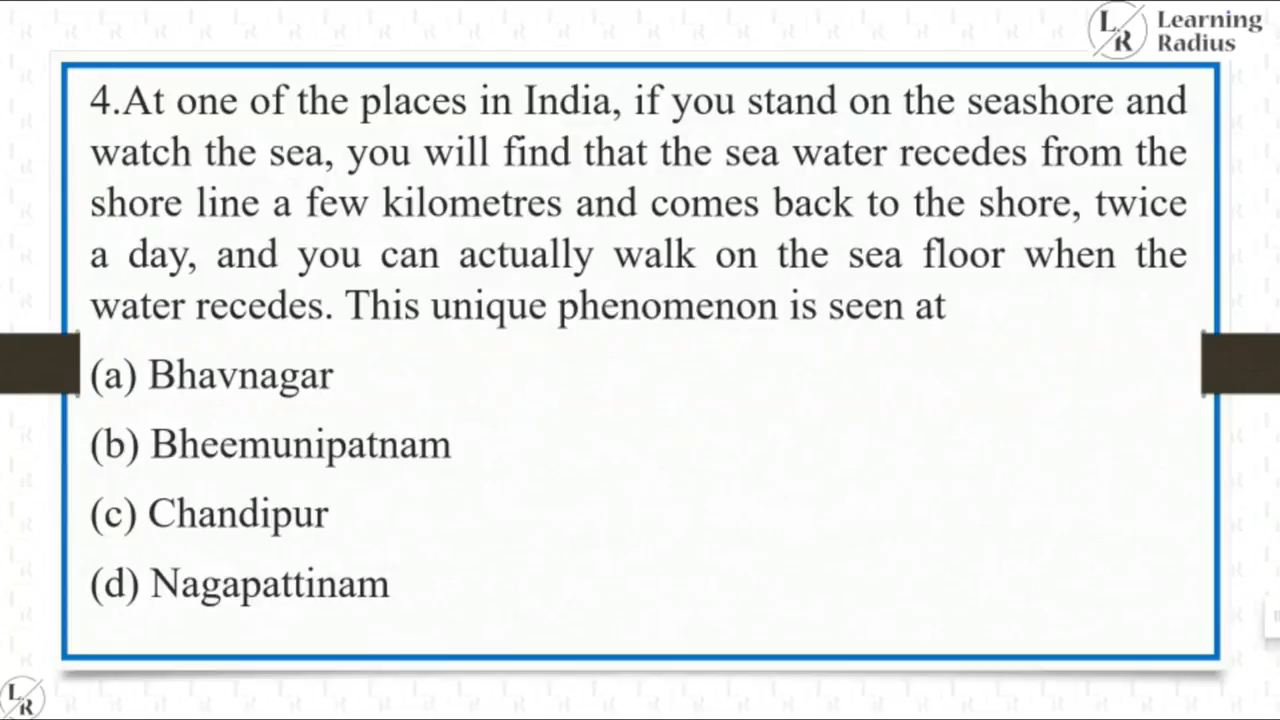 LR Learning
Radius
4.At one of the places in India, if you stand on the seashore and
watch the sea, you will find that the sea water recedes from the
shore line a few kilometres and comes back to the shore, twice
a day, and you can actually walk on the sea floor when the
water recedes. This unique phenomenon is seen at
(a) Bhavnagar
(b) Bheemunipatnam
(c) Chandipur
(d) Nagapattinam
LR